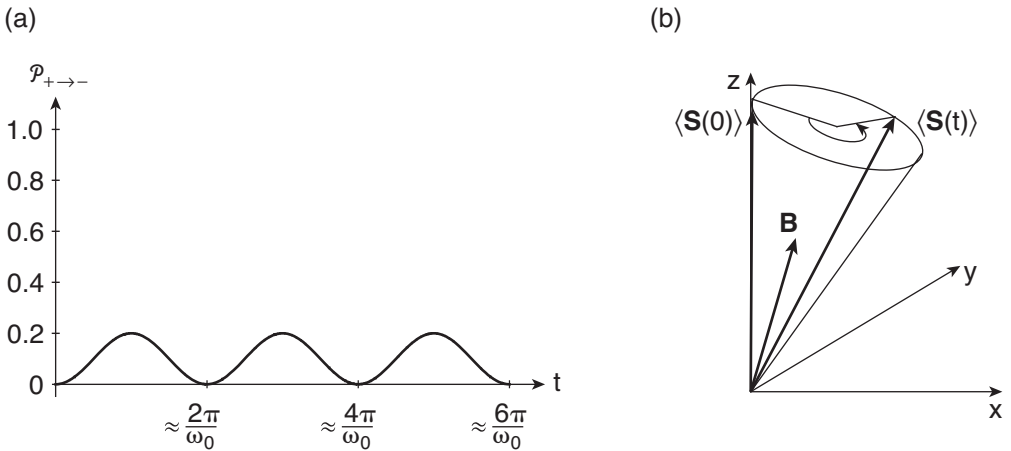 (a)
𝒫₊→₋
1.0
0.8
0.6
0.4
0.2
0
t
≈ 2π/ω₀
≈ 4π/ω₀
≈ 6π/ω₀
(b)
z
⟨S(0)⟩
⟨S(t)⟩
B
y
x